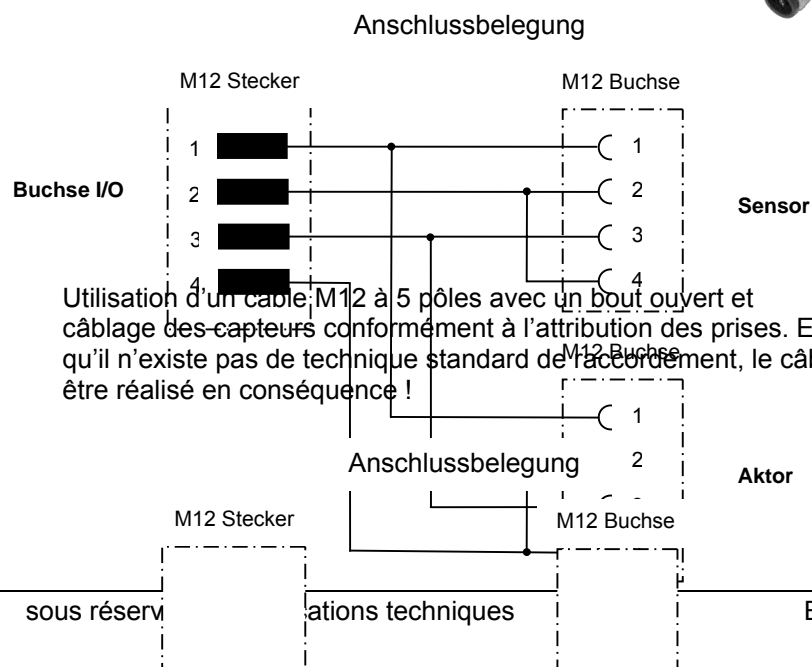 Anschlussbelegung
M12 Stecker
M12 Buchse
1
1
Buchse I/O
2
2
Sensor
3
3
4
4
Utilisation d'un câble M12 à 5 pôles avec un bout ouvert et
câblage des capteurs conformément à l'attribution des prises. E
qu'il n'existe pas de technique standard de raccordement, le câ
M12 Buchse
être réalisé en conséquence !
1
Anschlussbelegung
2
Aktor
M12 Stecker
M12 Buchse
sous réserv
ations techniques